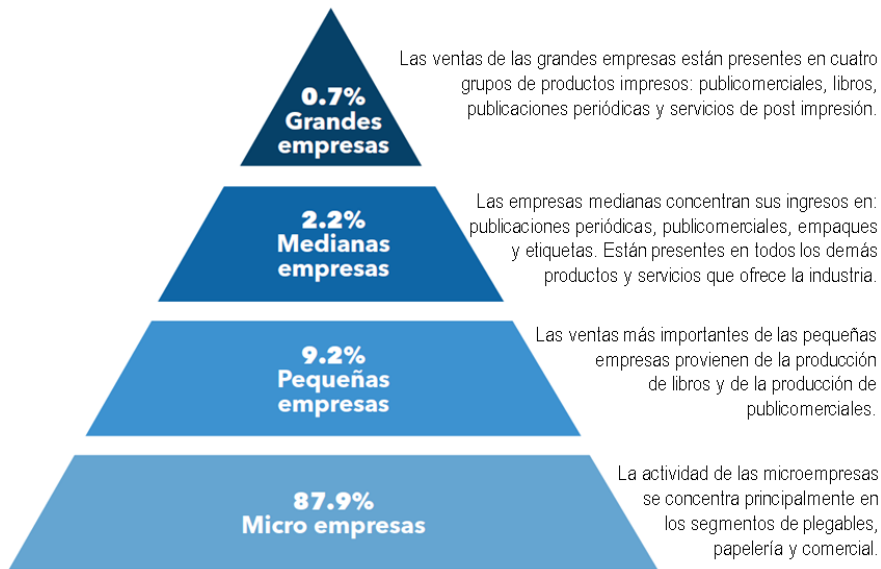 0.7%
Grandes
empresas
Las ventas de las grandes empresas están presentes en cuatro
grupos de productos impresos: publicomerciales, libros,
publicaciones periódicas y servicios de post impresión.
2.2%
Medianas
empresas
Las empresas medianas concentran sus ingresos en:
publicaciones periódicas, publicomerciales, empaques
y etiquetas. Están presentes en todos los demás
productos y servicios que ofrece la industria.
9.2%
Pequeñas
empresas
Las ventas más importantes de las pequeñas
empresas provienen de la producción
de libros y de la producción de
publicomerciales.
87.9%
Micro empresas
La actividad de las microempresas
se concentra principalmente en
los segmentos de plegables,
papelería y comercial.